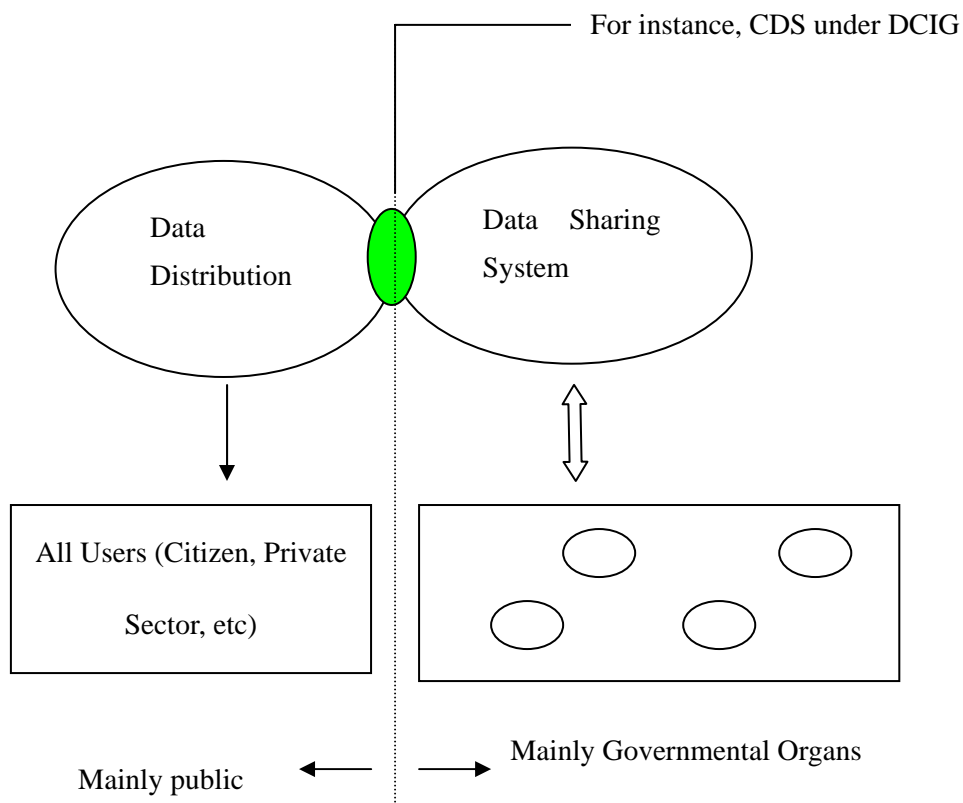 For instance, CDS under DCIG
Data
Distribution
Data Sharing
System
All Users (Citizen, Private
Sector, etc)
Mainly public
Mainly Governmental Organs